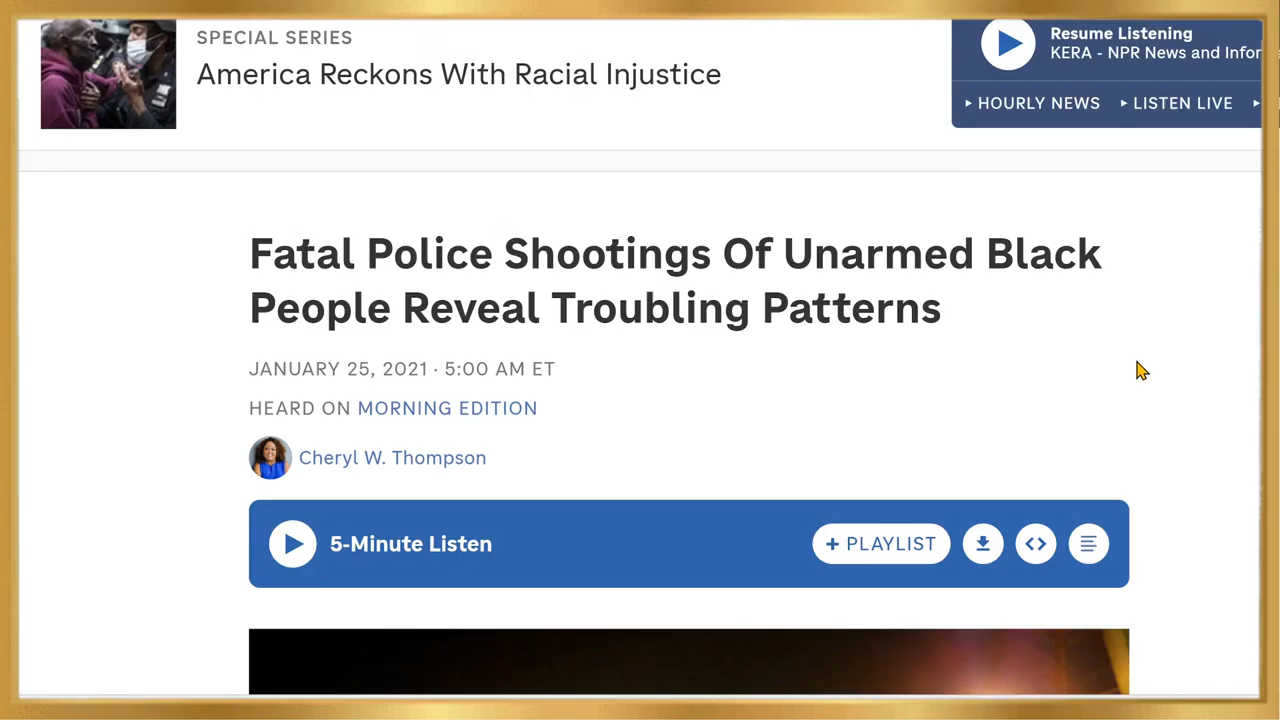 SPECIAL SERIES
America Reckons With Racial Injustice
Resume Listening
KERA - NPR News and Infor
HOURLY NEWS
LISTEN LIVE
Fatal Police Shootings Of Unarmed Black
People Reveal Troubling Patterns
JANUARY 25, 2021 · 5:00 AM ET
HEARD ON MORNING EDITION
Cheryl W. Thompson
5-Minute Listen
+ PLAYLIST